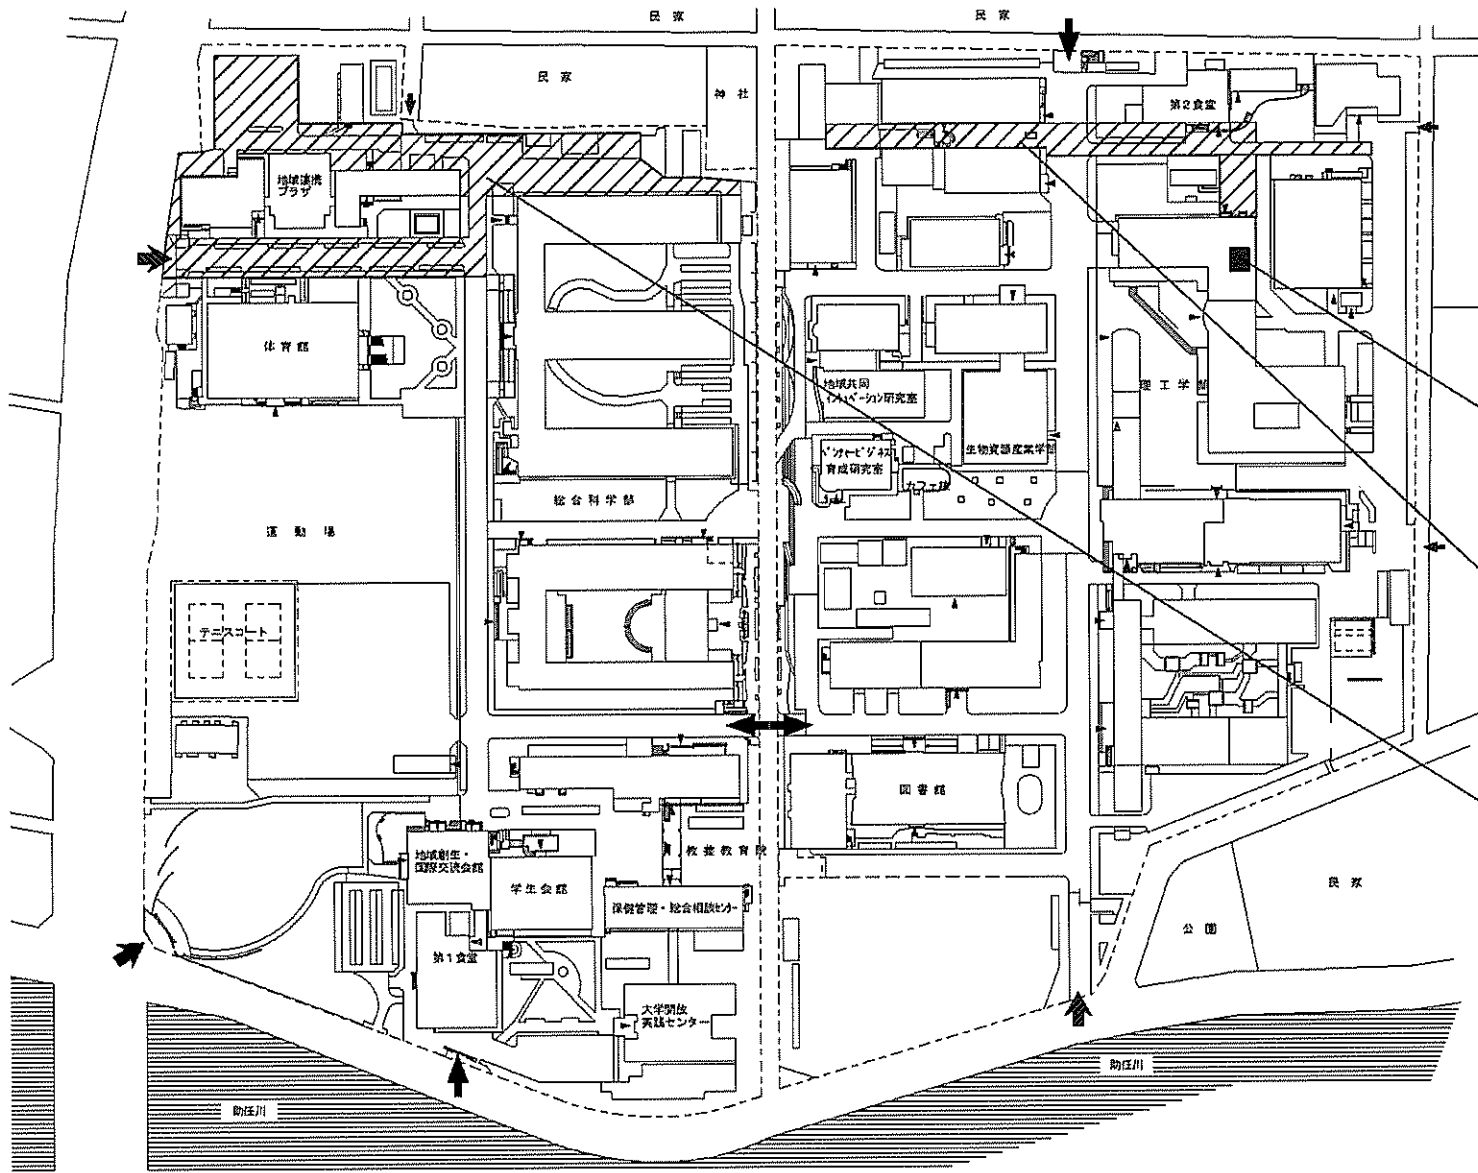 民家
民家
民家
神社
第2食堂
地域連携
プラザ
体育館
地域共同
インキュベーション研究室
理工学部
ベンチャービジネス
育成研究室
生物資源産業学部
カフェ棟
総合科学部
運動場
テニスコート
図書館
地域創生・
国際交流会館
教養教育院
学生会館
保健管理・総合相談センター
民家
公園
第1食堂
大学開放
実践センター
助任川
助任川